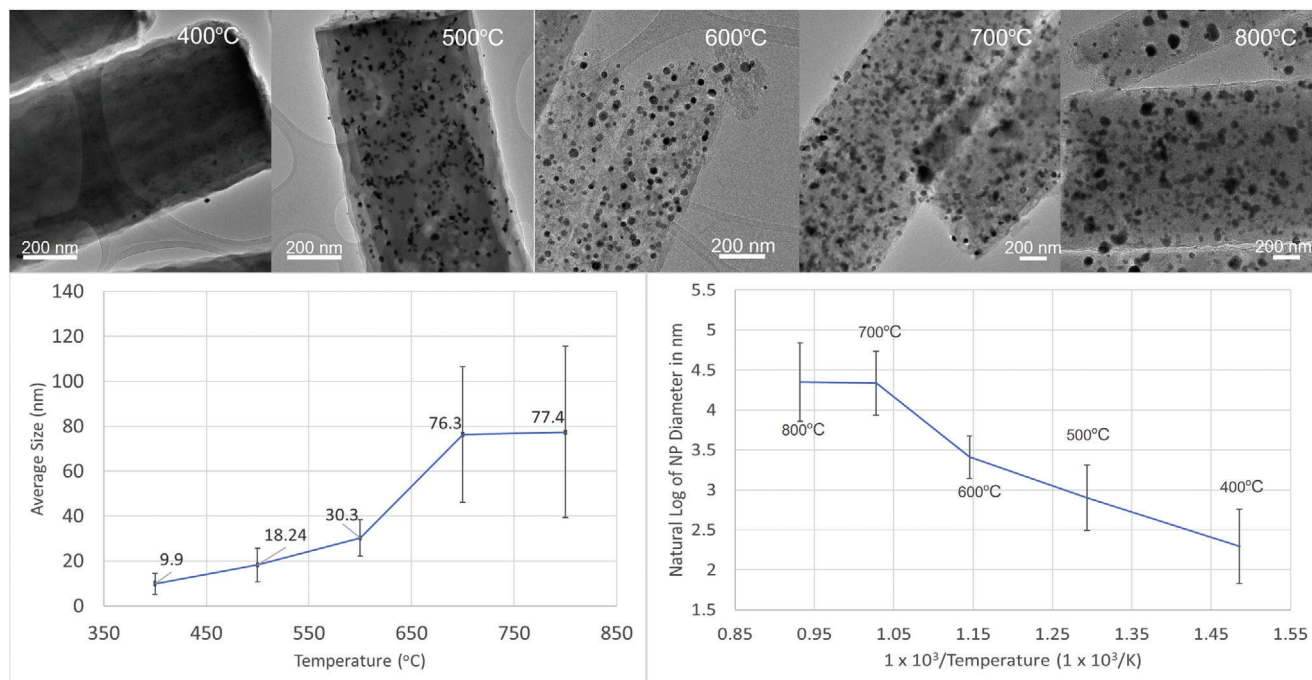 400°C
500°C
600°C
700°C
800°C
200 nm
200 nm
200 nm
200 nm
200 nm
140
120
100
80
60
40
20
0
Average Size (nm)
9.9
18.24
30.3
76.3
77.4
350 450 550 650 750 850
Temperature (°C)
5.5
5
4.5
4
3.5
3
2.5
2
1.5
Natural Log of NP Diameter in nm
800°C
700°C
600°C
500°C
400°C
0.85 0.95 1.05 1.15 1.25 1.35 1.45 1.55
1 x 10³/Temperature (1 x 10³/K)